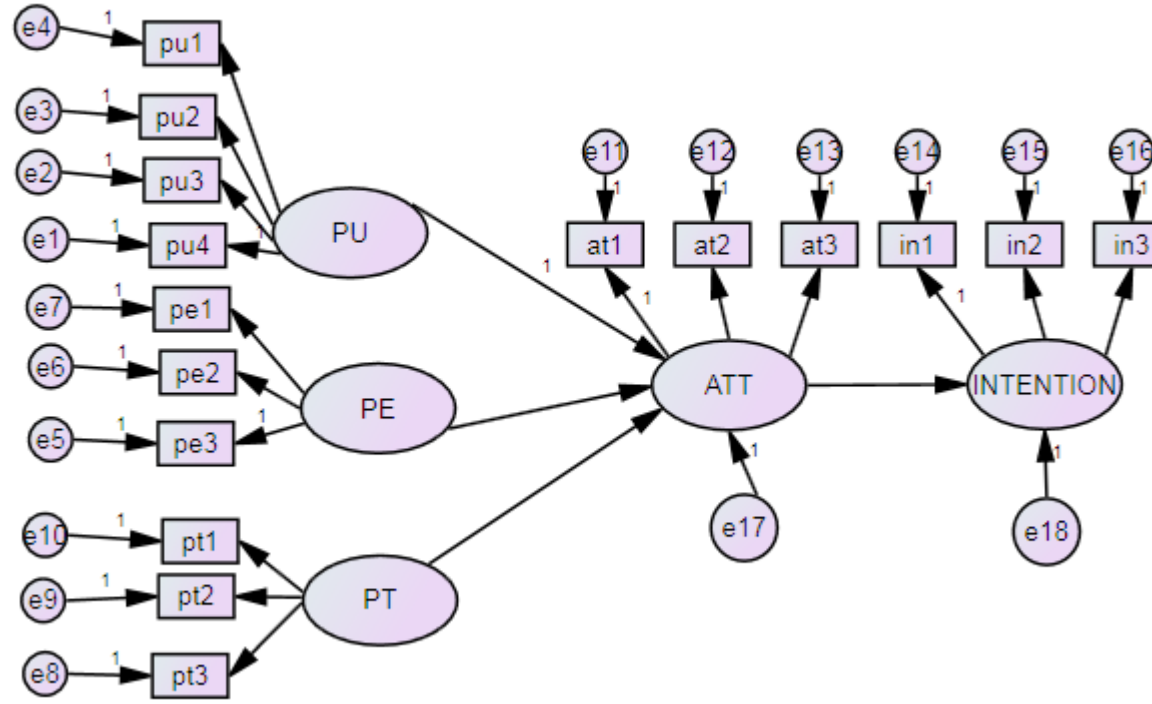 e4 1 pu1
e3 1 pu2
e2 1 pu3
e1 1 pu4 1
PU
1
e7 1 pe1
e6 1 pe2
e5 1 pe3 1
PE
e10 1 pt1
e9 1 pt2
e8 1 pt3
PT
e11 e12 e13 e14 e15 e16
1 1 1 1 1 1
at1 at2 at3 in1 in2 in3
1 1
ATT INTENTION
1 1
e17 e18